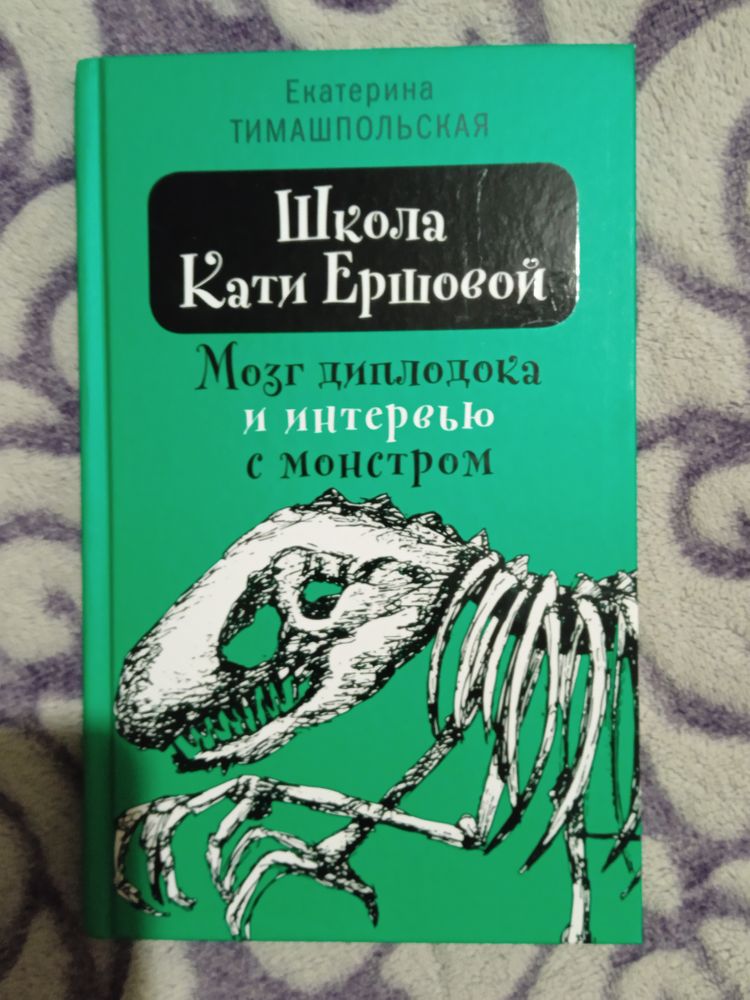 Екатерина
ТИМАШПОЛЬСКАЯ
Школа
Кати Ершовой
Мозг диплодока
и интервью
с монстром